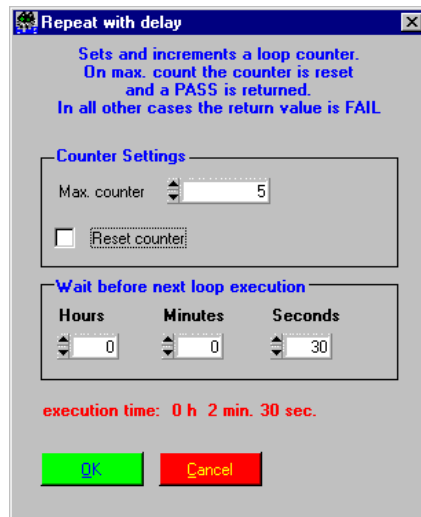 Repeat with delay
Sets and increments a loop counter.
On max. count the counter is reset
and a PASS is returned.
In all other cases the return value is FAIL
Counter Settings
Max. counter 5
Reset counter
Wait before next loop execution
Hours Minutes Seconds
0 0 30
execution time: 0 h 2 min. 30 sec.
OK Cancel